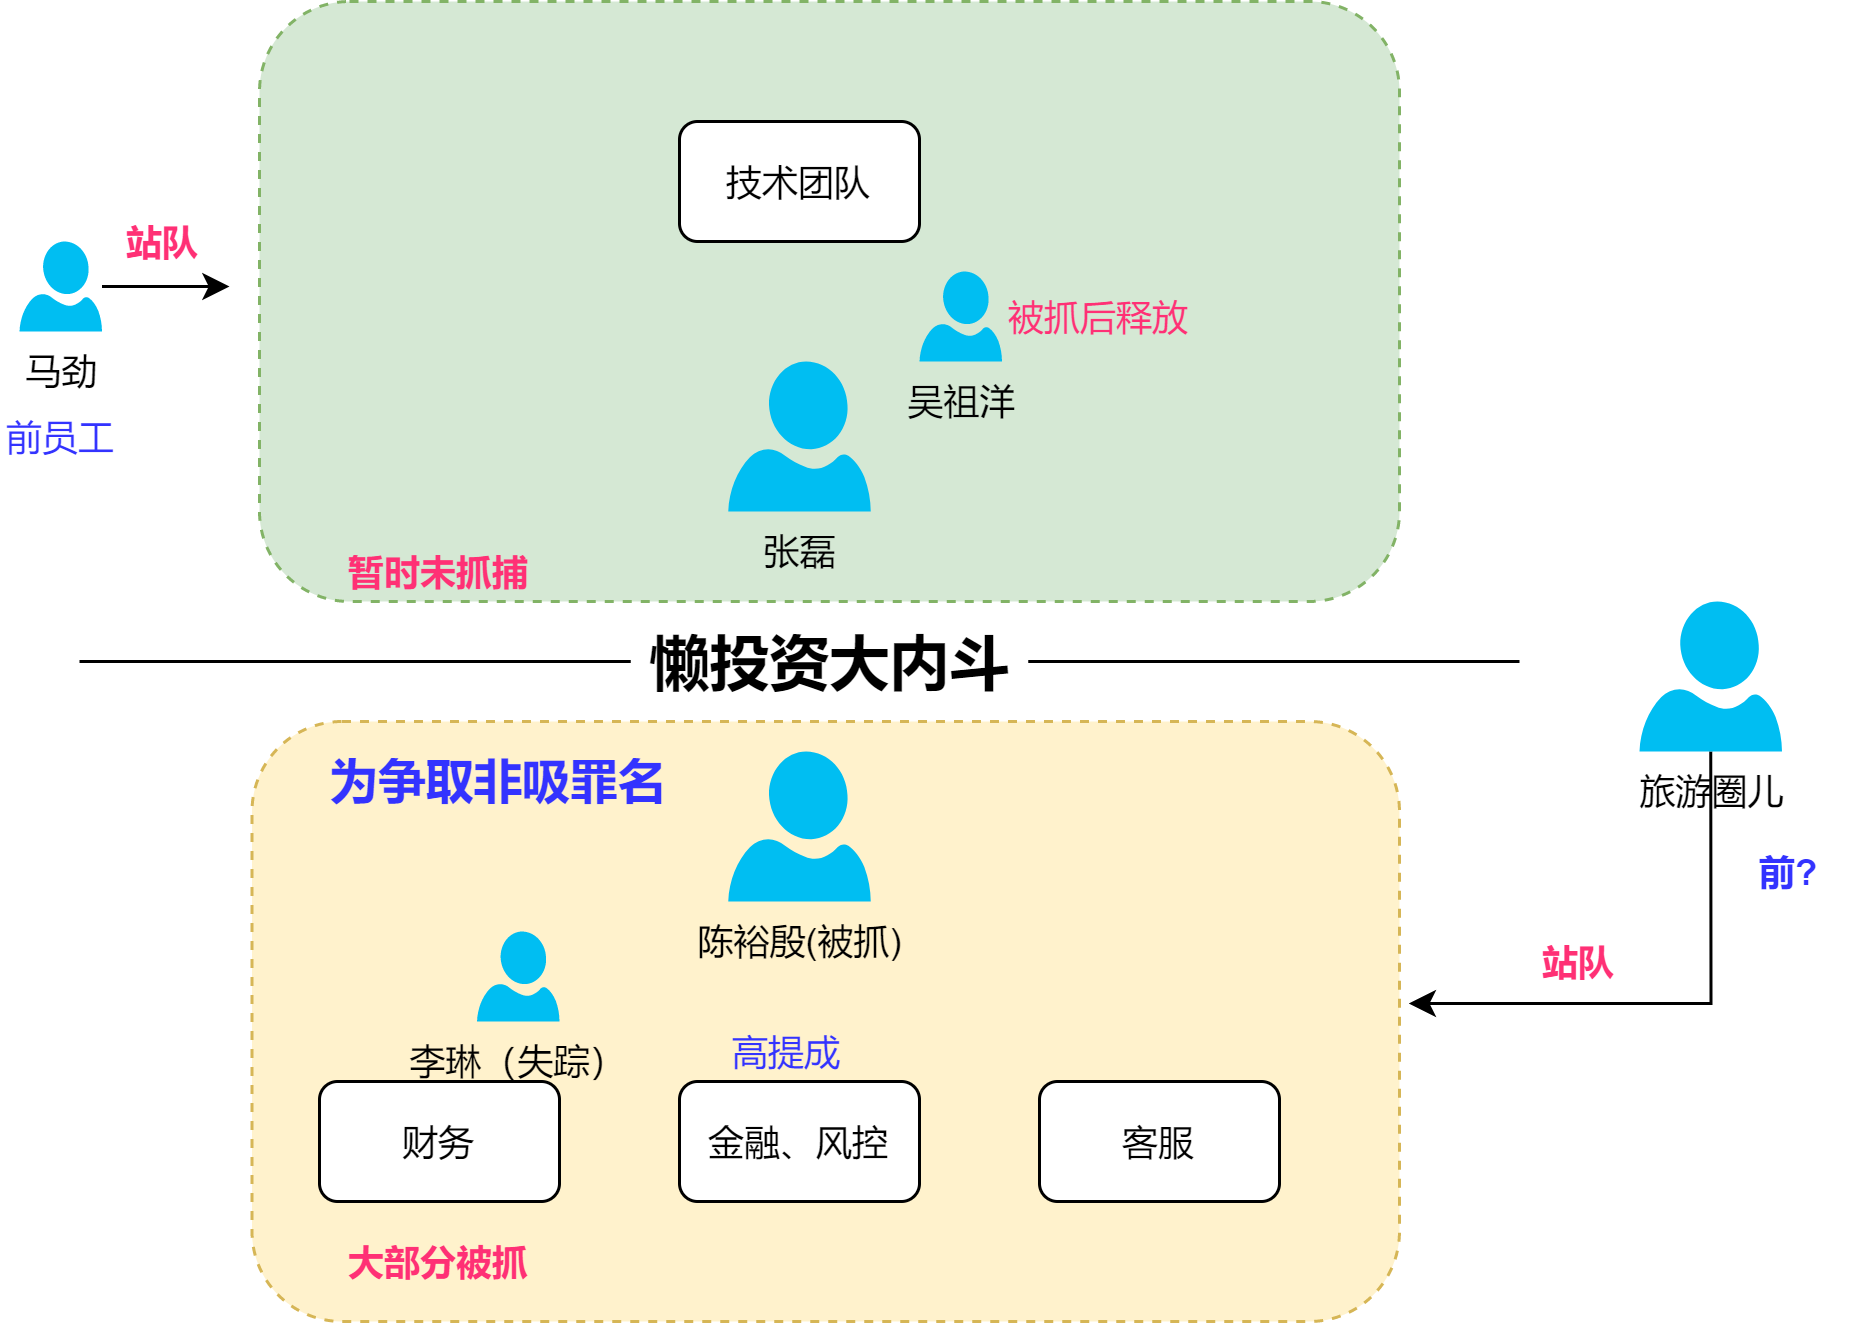 技术团队
站队
被抓后释放
马劲
吴祖洋
前员工
张磊
暂时未抓捕
懒投资大内斗
为争取非吸罪名
旅游圈儿
前?
陈裕殷(被抓)
站队
李琳（失踪）
高提成
财务
金融、风控
客服
大部分被抓